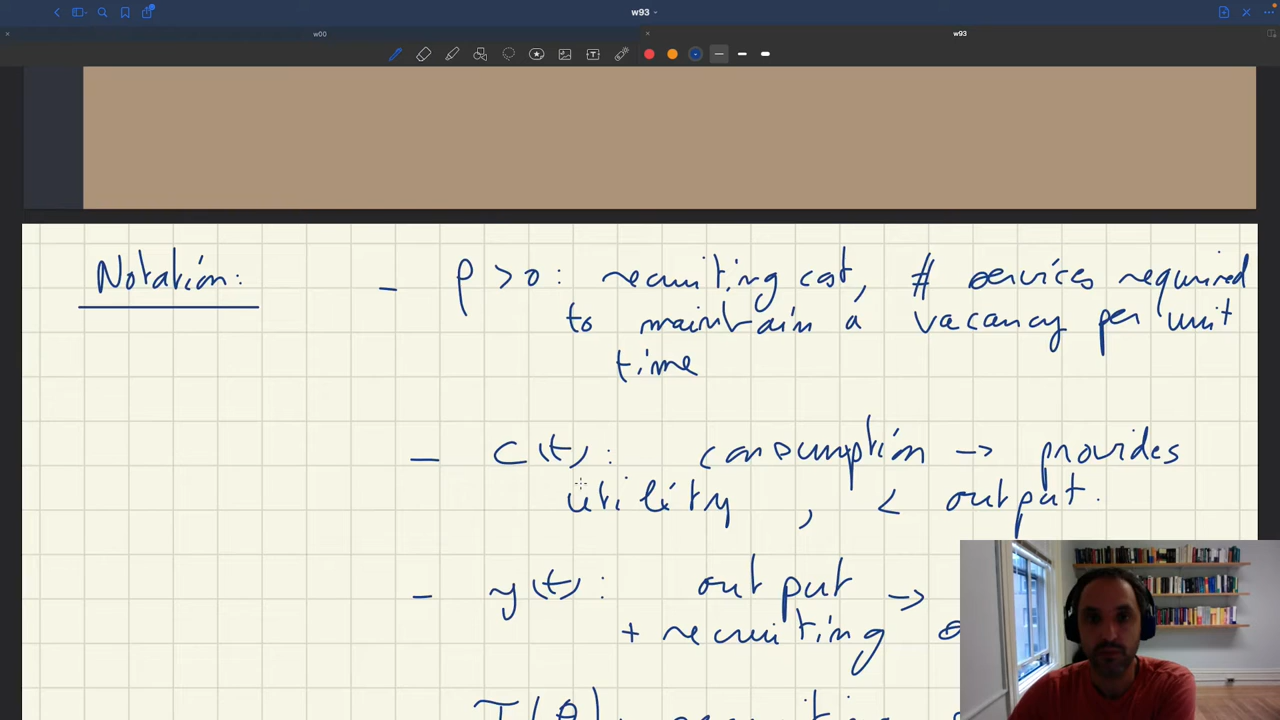 w93
w00
w93
Notation:
- ρ >0 : recruiting cost, # services required
to maintain a vacancy per unit
time
- c(t) : consumption -> provides
utility , < output.
- y(t) : output ->
+ recruiting
T(θ) : recruiting